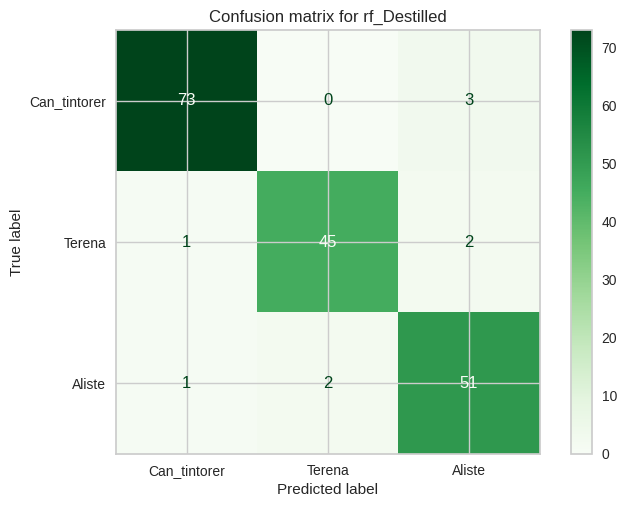 Confusion matrix for rf_Destilled
True label
Can_tintorer 73 0 3
Terena 1 45 2
Aliste 1 2 51
Can_tintorer Terena Aliste
Predicted label
70
60
50
40
30
20
10
0